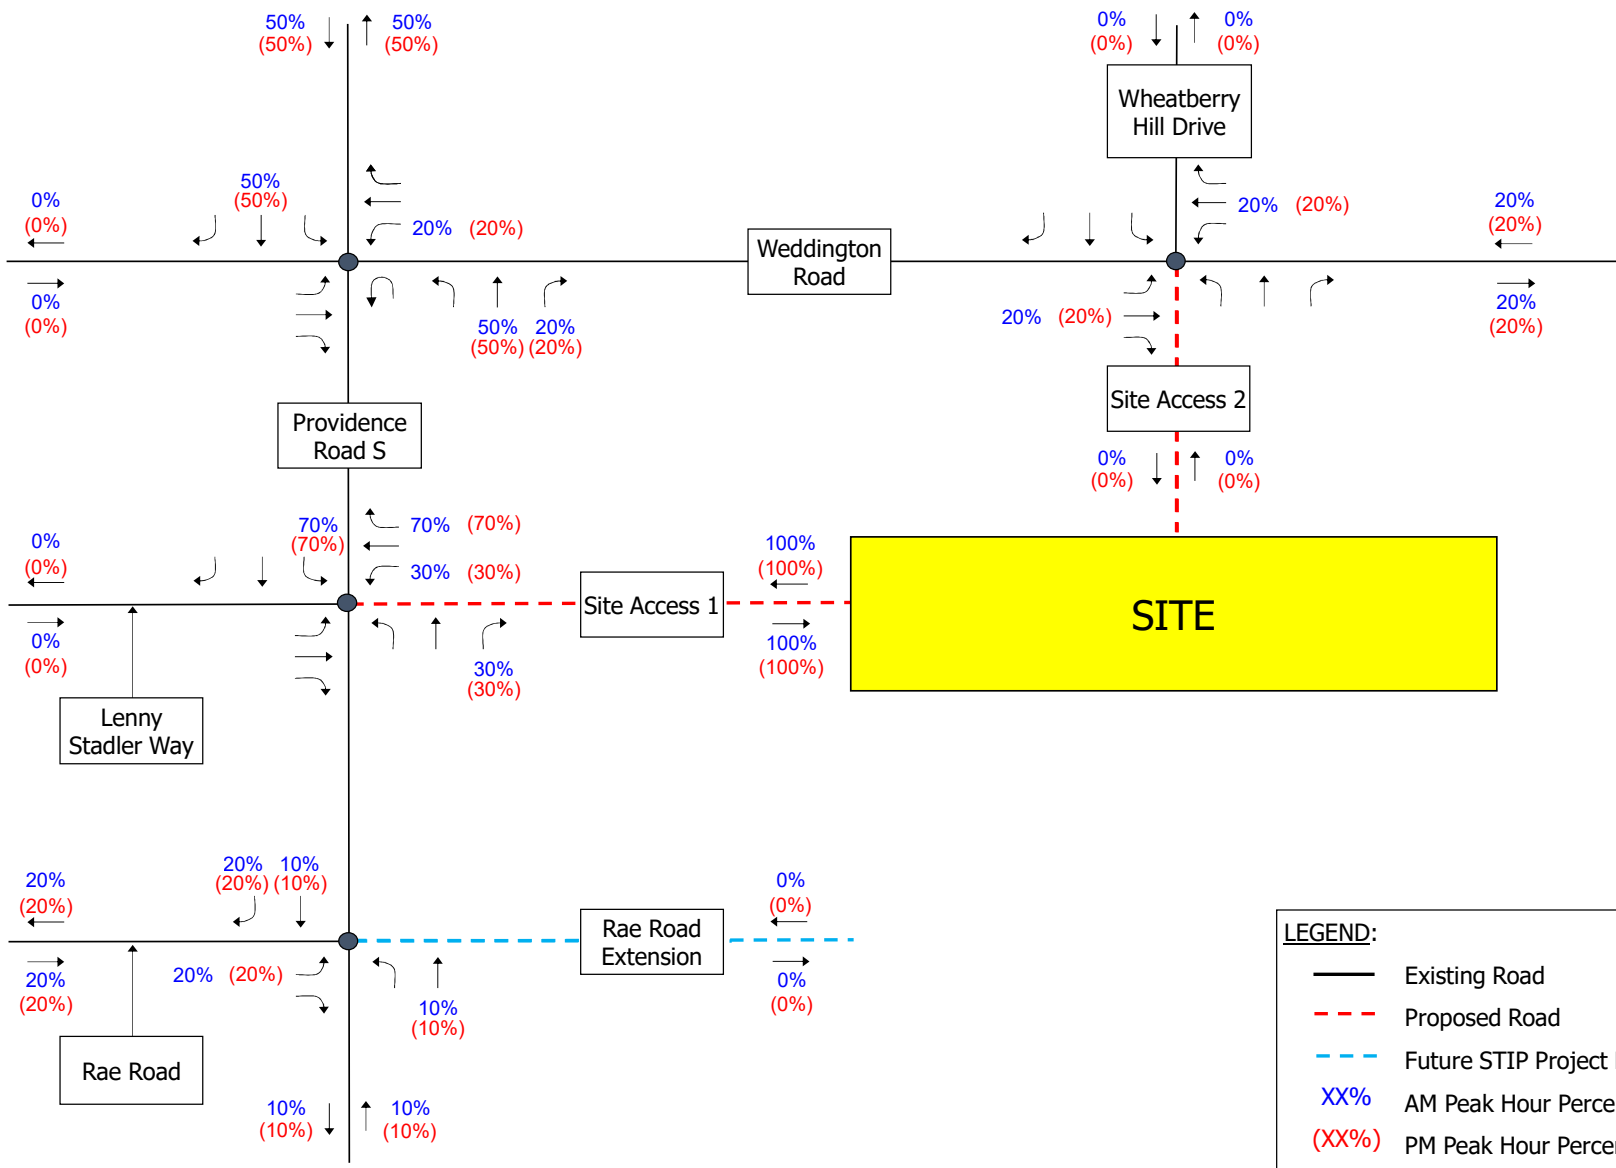 50% 50%
(50%) (50%)
0% 0%
(0%) (0%)
Wheatberry
Hill Drive
0%
(0%)
50%
(50%)
20% (20%)
Weddington
Road
20% (20%)
20%
(20%)
0%
(0%)
50% 20%
(50%) (20%)
20% (20%)
20%
(20%)
Site Access 2
Providence
Road S
0% 0%
(0%) (0%)
0%
(0%)
70%
(70%)
70% (70%)
30% (30%)
Site Access 1
100%
(100%)
SITE
0%
(0%)
30%
(30%)
100%
(100%)
Lenny
Stadler Way
20%
(20%)
20% 10%
(20%) (10%)
Rae Road
Extension
0%
(0%)
20%
(20%)
20% (20%)
10%
(10%)
0%
(0%)
Rae Road
10% 10%
(10%) (10%)
LEGEND:
Existing Road
Proposed Road
Future STIP Project
XX% AM Peak Hour
(XX%) PM Peak Hour